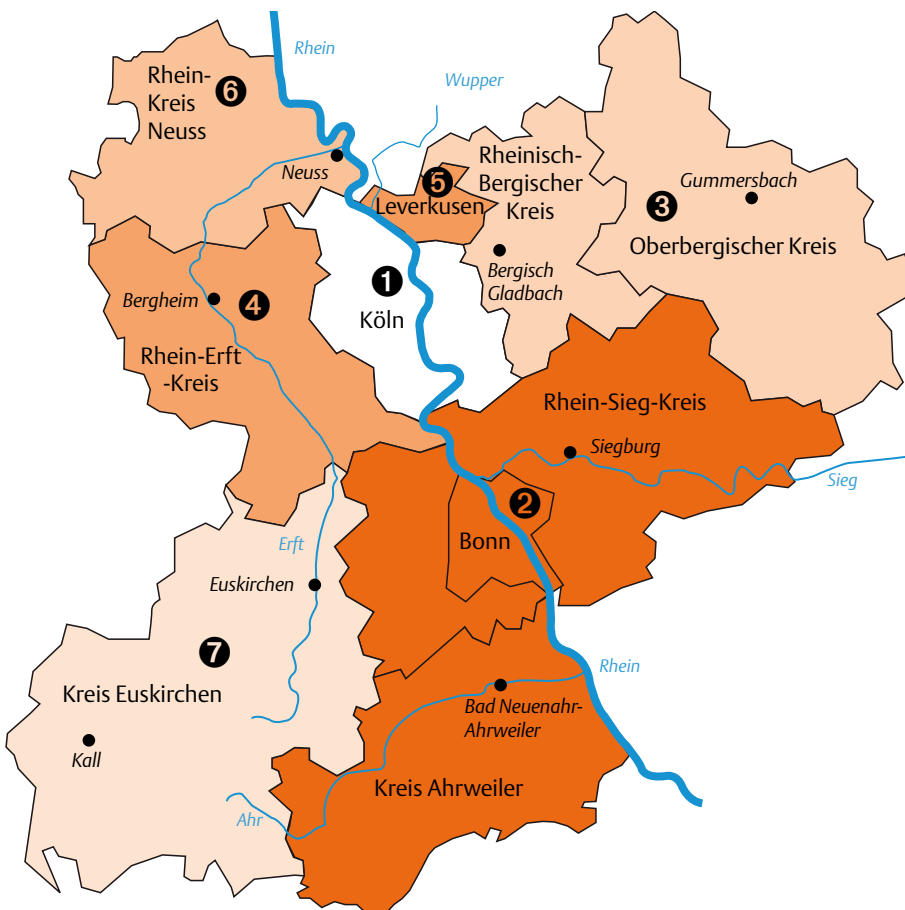 Rhein
Rhein-
Kreis
Neuss
6
Wupper
Neuss
5
Leverkusen
Rheinisch-
Bergischer
Kreis
Bergisch
Gladbach
Gummersbach
3
Oberbergischer Kreis
1
Köln
Bergheim
4
Rhein-Erft
-Kreis
Rhein-Sieg-Kreis
Siegburg
Sieg
2
Bonn
Erft
Euskirchen
7
Kreis Euskirchen
Kall
Rhein
Bad Neuenahr-
Ahrweiler
Kreis Ahrweiler
Ahr